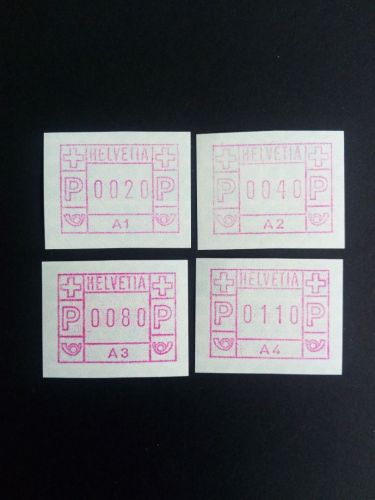 HELVETIA
P 0020 P
A1
HELVETIA
P 0040 P
A2
HELVETIA
P 0080 P
A3
HELVETIA
P 0110 P
A4